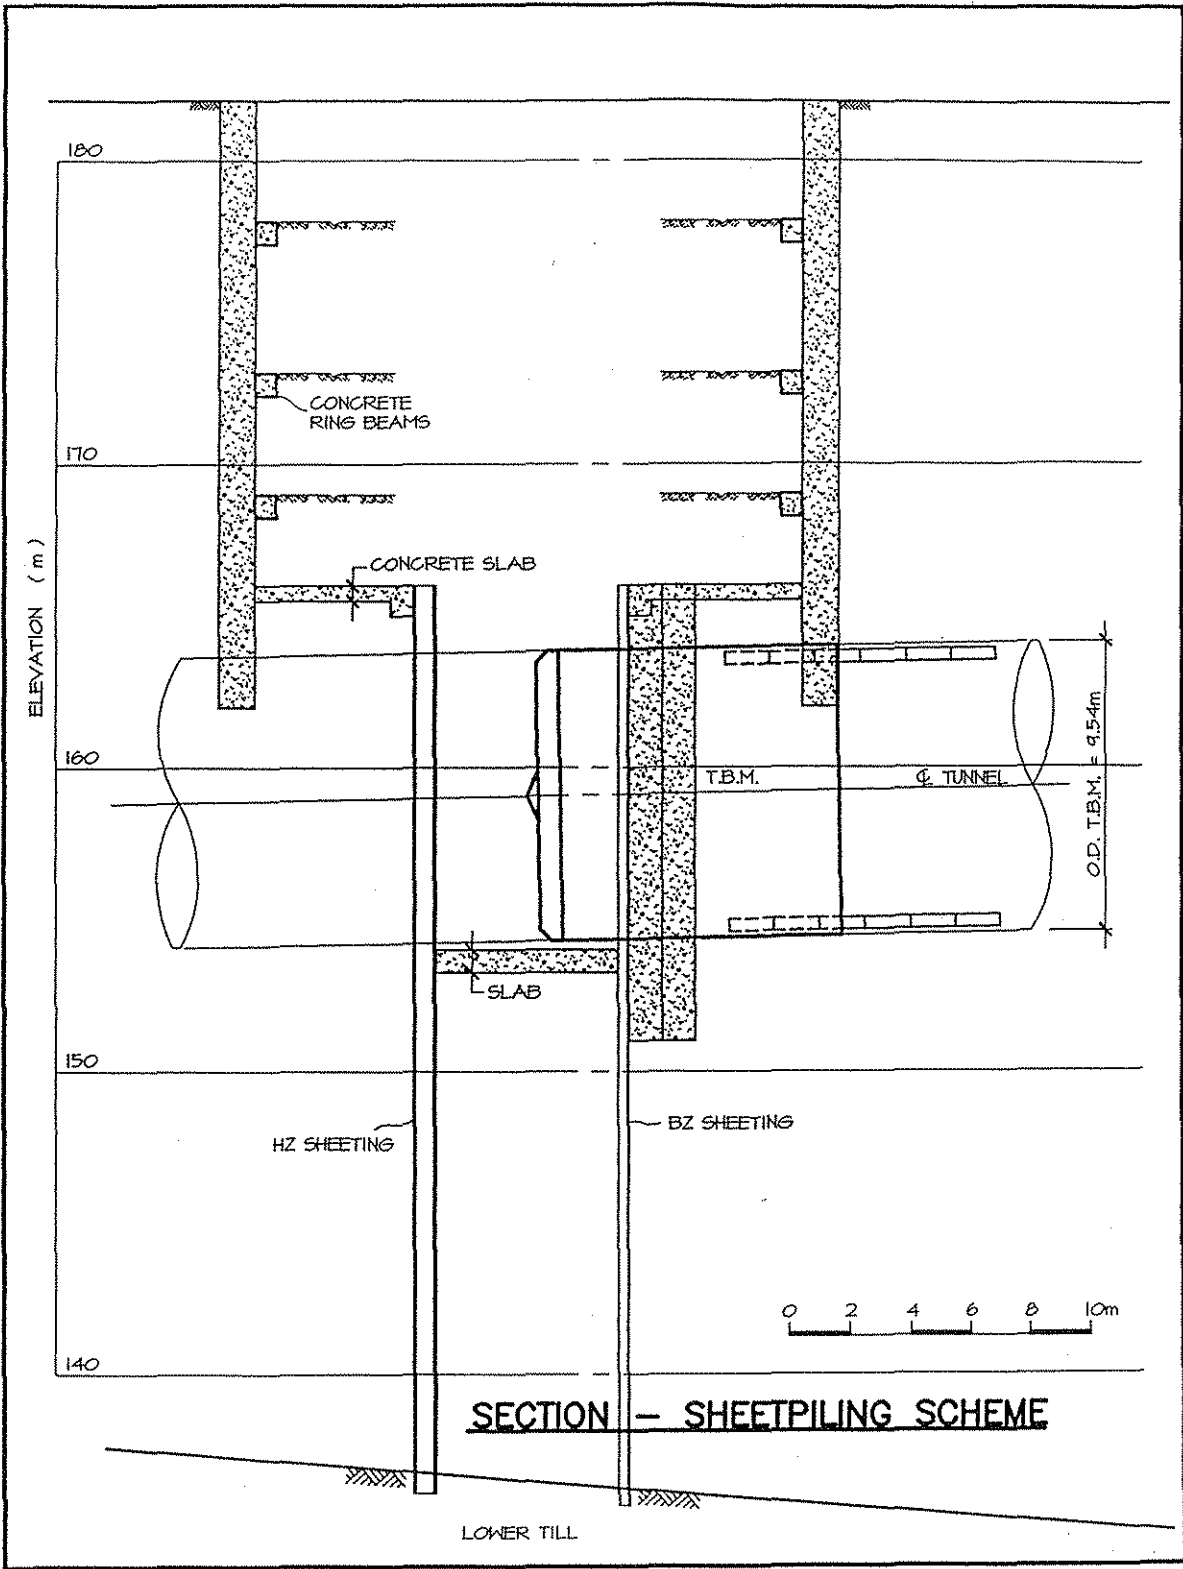 180
CONCRETE
RING BEAMS
170
CONCRETE SLAB
ELEVATION (m)
160
T.B.M.
℄ TUNNEL
O.D. T.B.M. = 9.54m
SLAB
150
HZ SHEETING
BZ SHEETING
0 2 4 6 8 10m
140
SECTION - SHEETPILING SCHEME
LOWER TILL